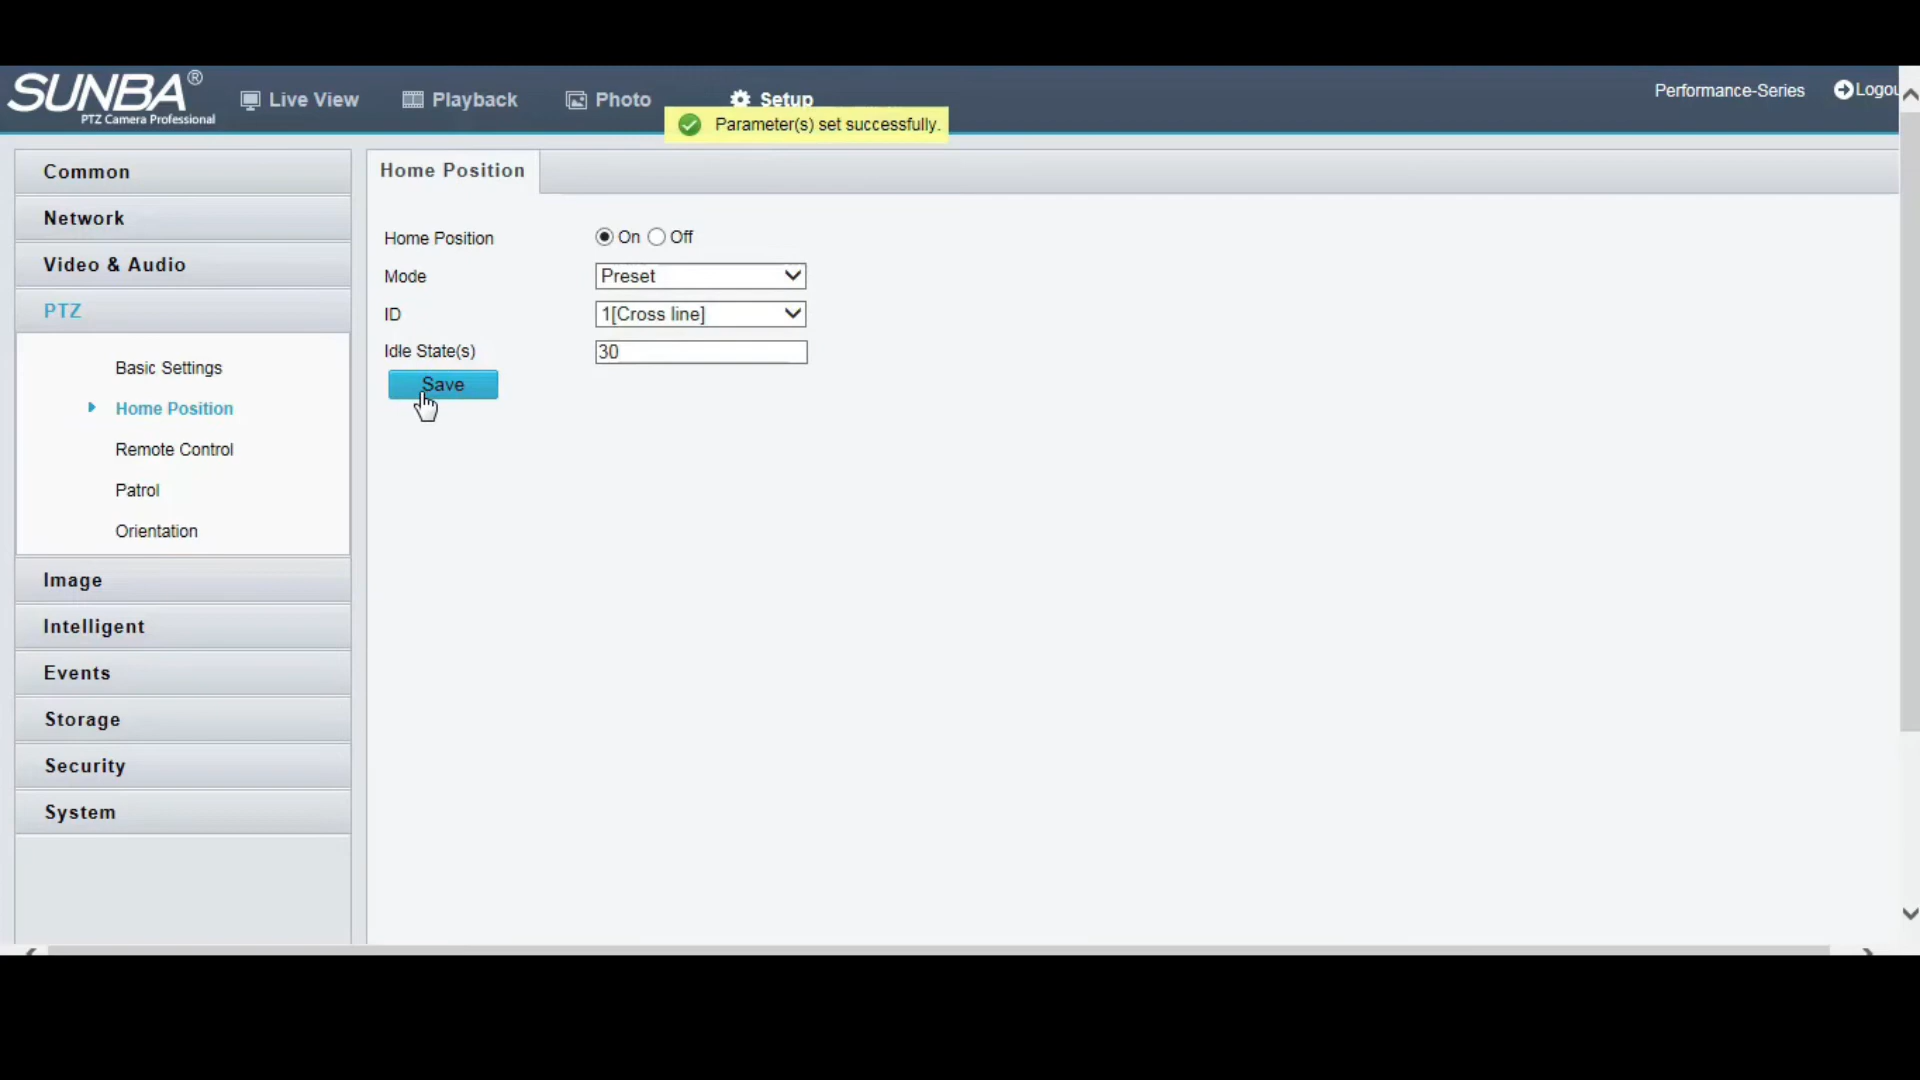 SUNBA®
PTZ Camera Professional
Live View
Playback
Photo
Setup
Performance-Series
Logou
Parameter(s) set successfully.
Common
Network
Video & Audio
PTZ
Basic Settings
Home Position
Remote Control
Patrol
Orientation
Image
Intelligent
Events
Storage
Security
System
Home Position
Home Position
On
Off
Mode
Preset
ID
1[Cross line]
Idle State(s)
30
Save